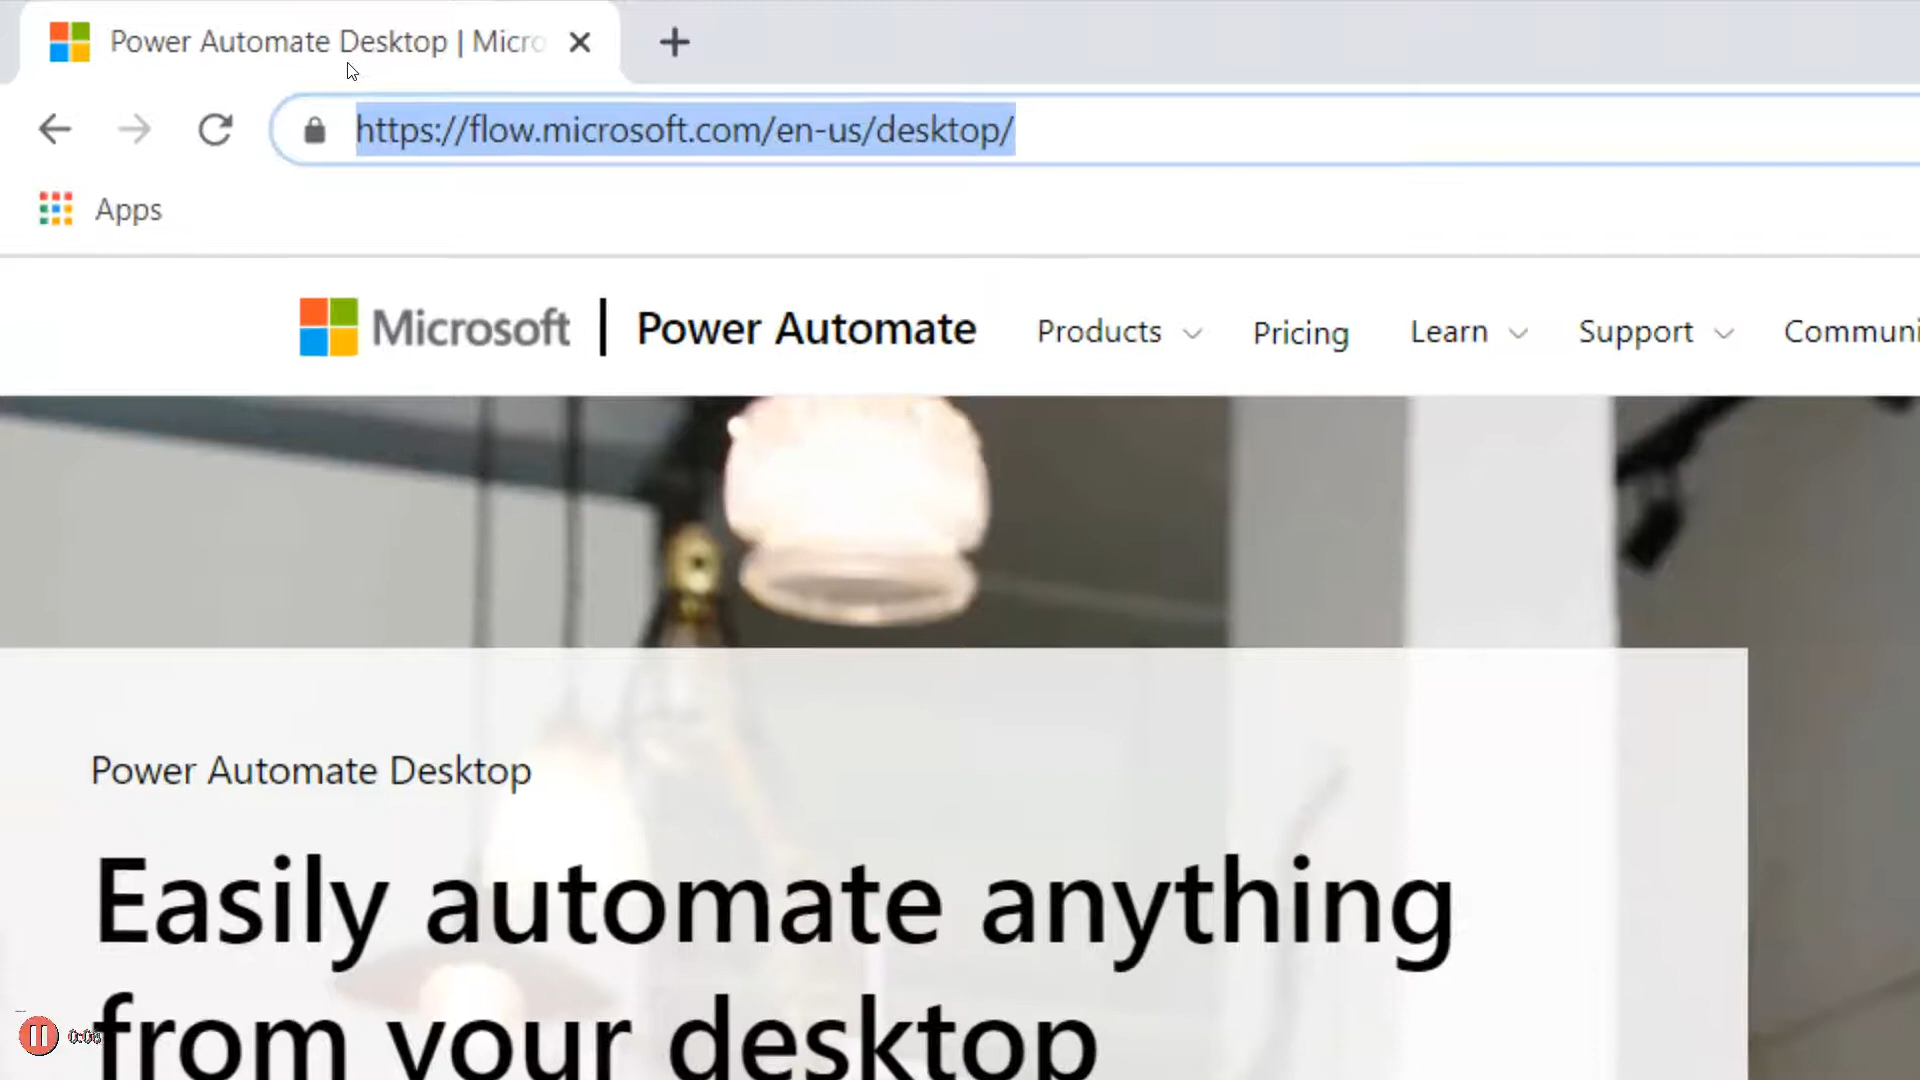 Power Automate Desktop | Micro
https://flow.microsoft.com/en-us/desktop/
Apps
Microsoft | Power Automate Products Pricing Learn Support Communi
Power Automate Desktop
Easily automate anything
from your desktop